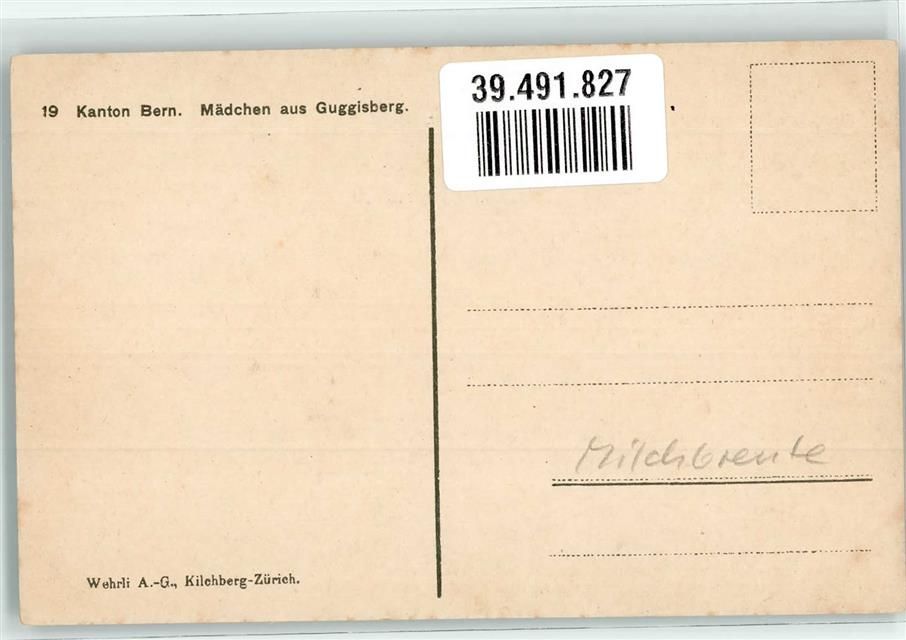 19 Kanton Bern. Mädchen aus Guggisberg.
39.491.827
Milchbrente
Wehrli A.-G., Kilchberg-Zürich.